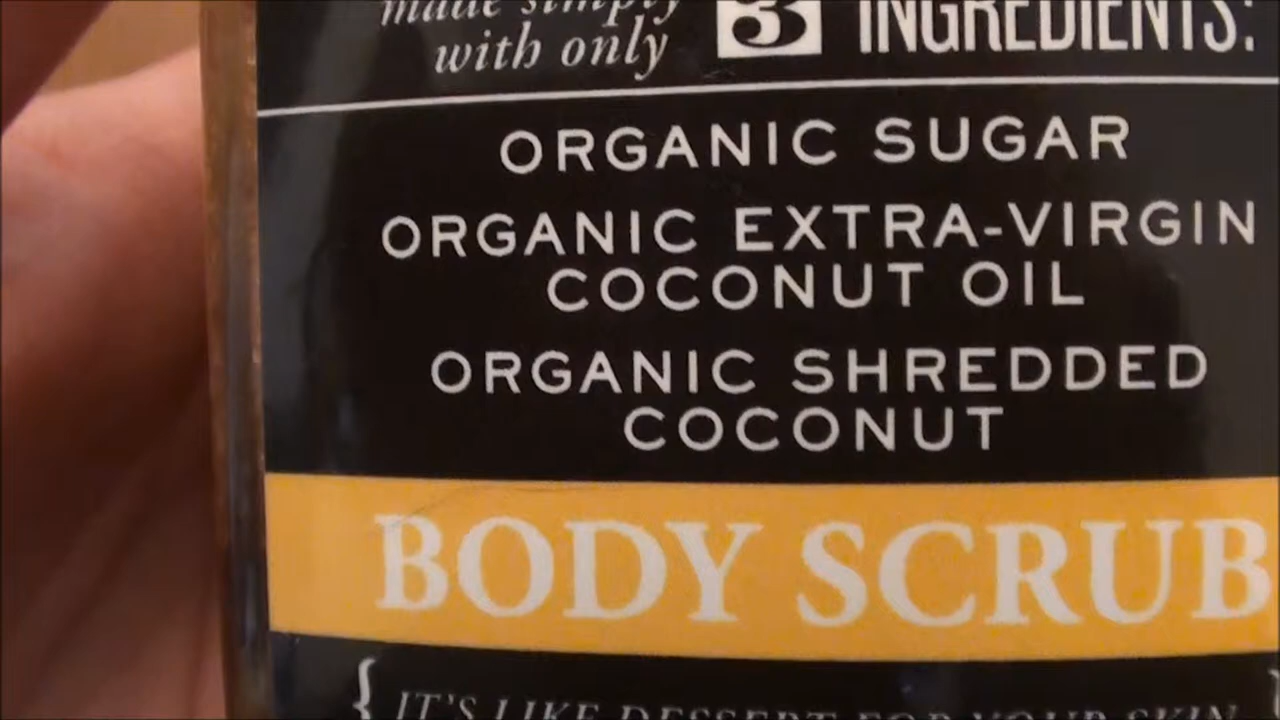 made simply
with only
3 INGREDIENTS:
ORGANIC SUGAR
ORGANIC EXTRA-VIRGIN
COCONUT OIL
ORGANIC SHREDDED
COCONUT
BODY SCRUB
{ IT'S LIKE DESSERT FOR YOUR SKIN }